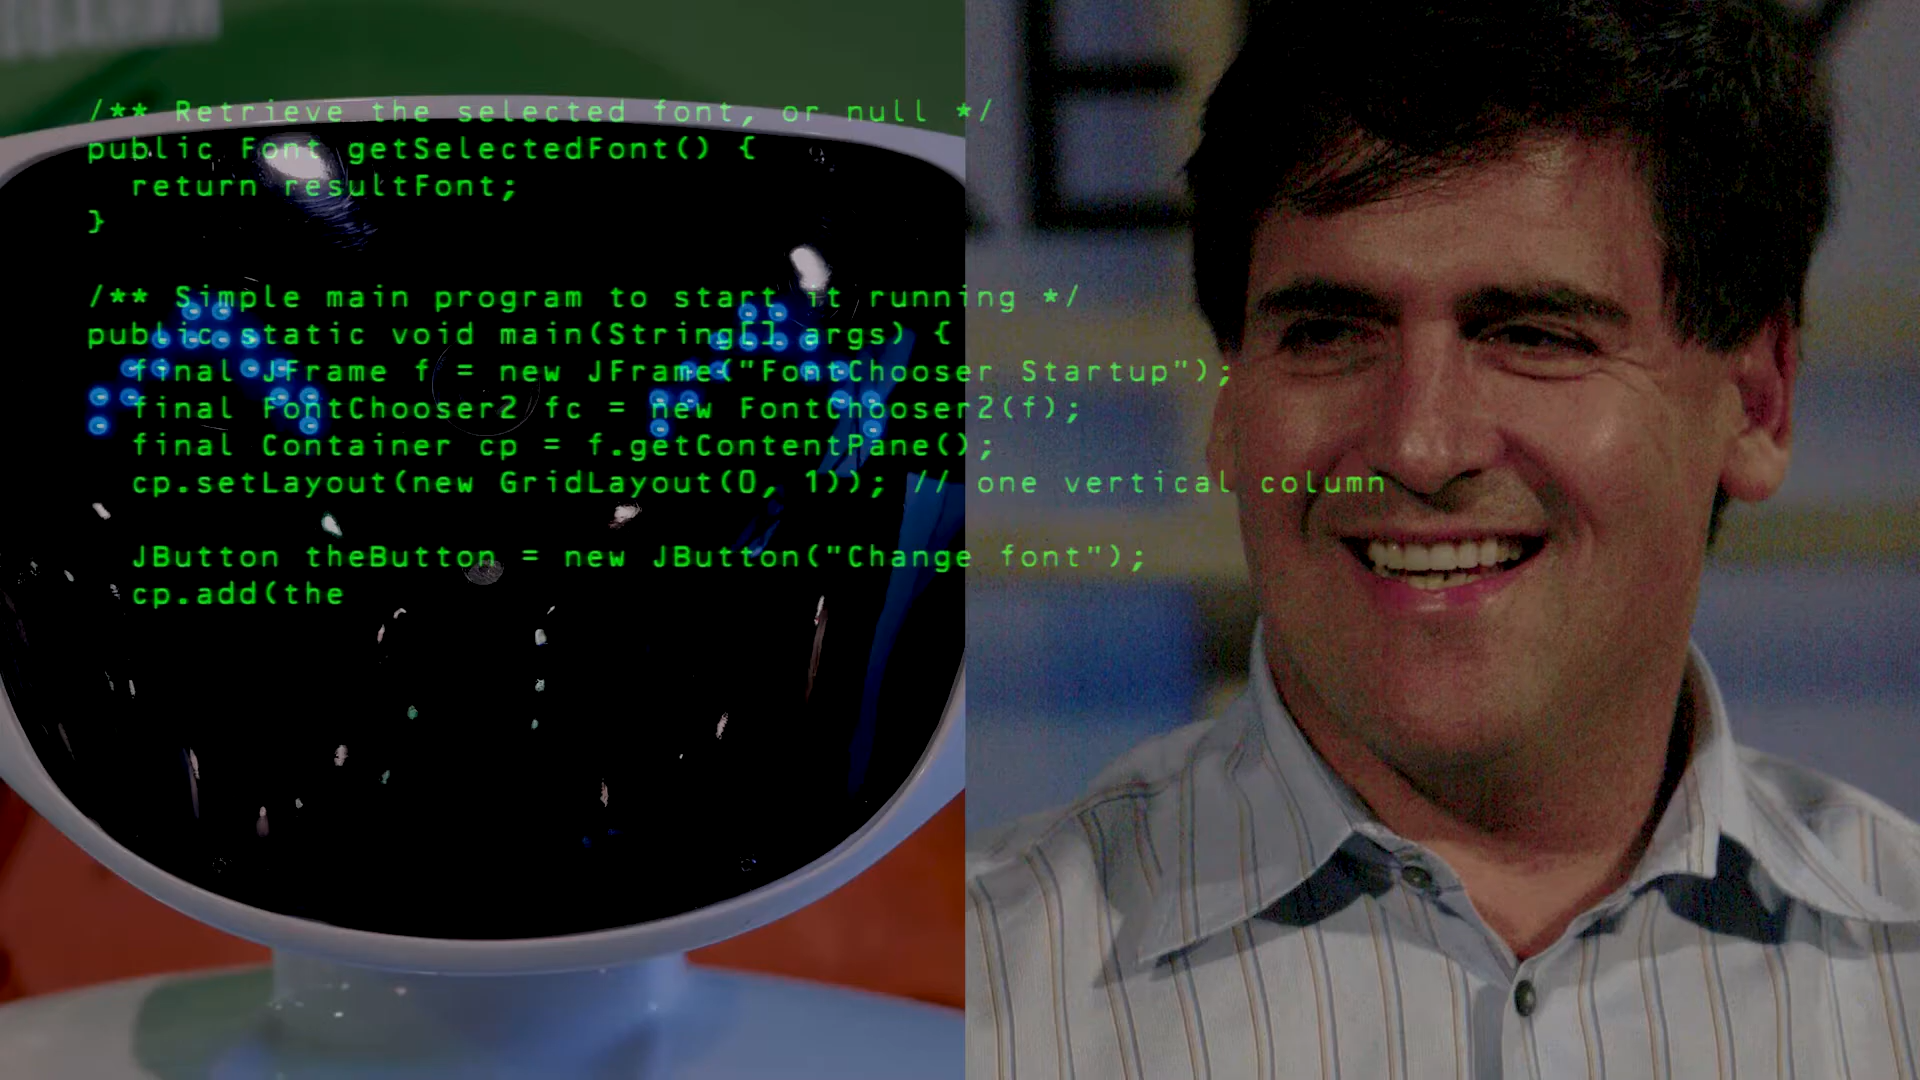 /** Retrieve the selected font, or null */
public Font getSelectedFont() {
return resultFont;
}
/** Simple main program to start it running */
public static void main(String[] args) {
final JFrame f = new JFrame("FontChooser Startup");
final FontChooser2 fc = new FontChooser2(f);
final Container cp = f.getContentPane();
cp.setLayout(new GridLayout(0, 1)); // one vertical column
JButton theButton = new JButton("Change font");
cp.add(the
E